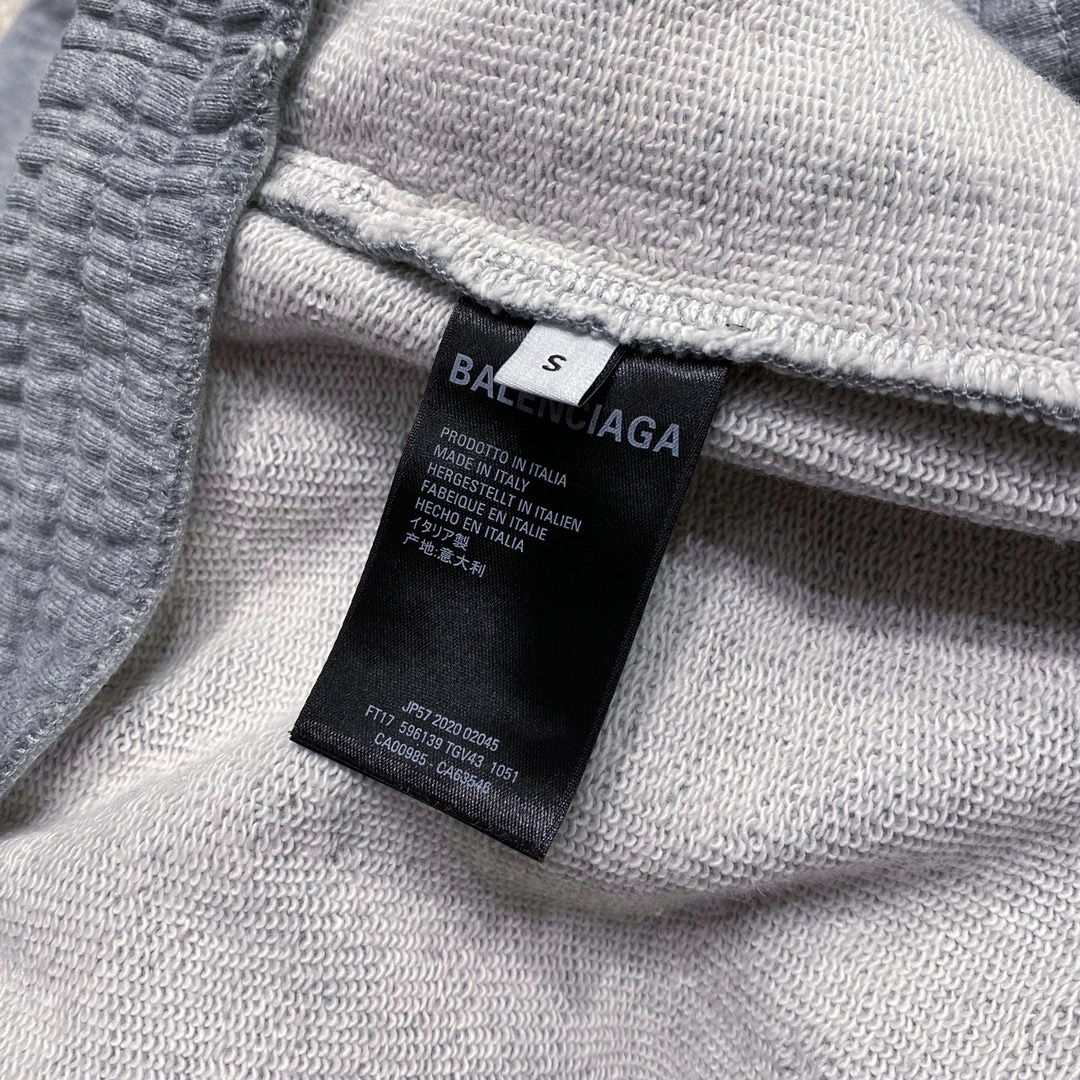 S
BALENCIAGA
PRODOTTO IN ITALIA
MADE IN ITALY
HERGESTELLT IN ITALIEN
FABEIQUE EN ITALIE
HECHO EN ITALIA
イタリア製
产地:意大利
JP57 2020 02045
FT17 596139 TGV43 1051
CA00985 . CA63546